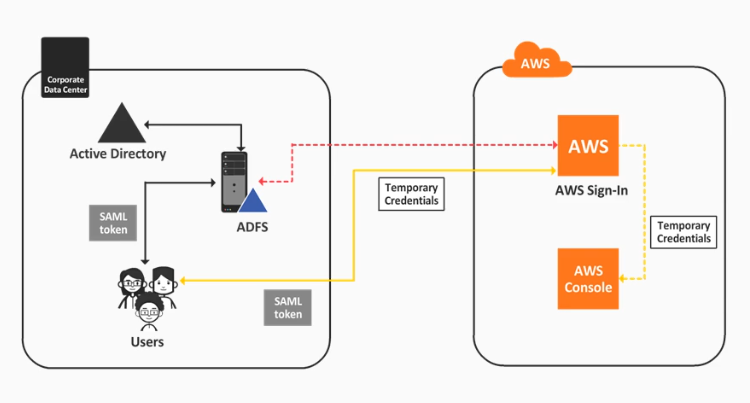 Corporate
Data Center
AWS
Active Directory
AWS
AWS Sign-In
Temporary
Credentials
SAML
token
ADFS
Temporary
Credentials
AWS
Console
SAML
token
Users